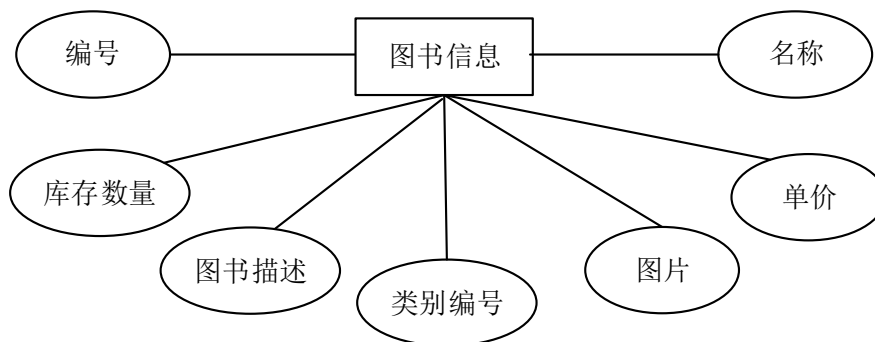 编号
图书信息
名称
库存数量
单价
图书描述
图片
类别编号